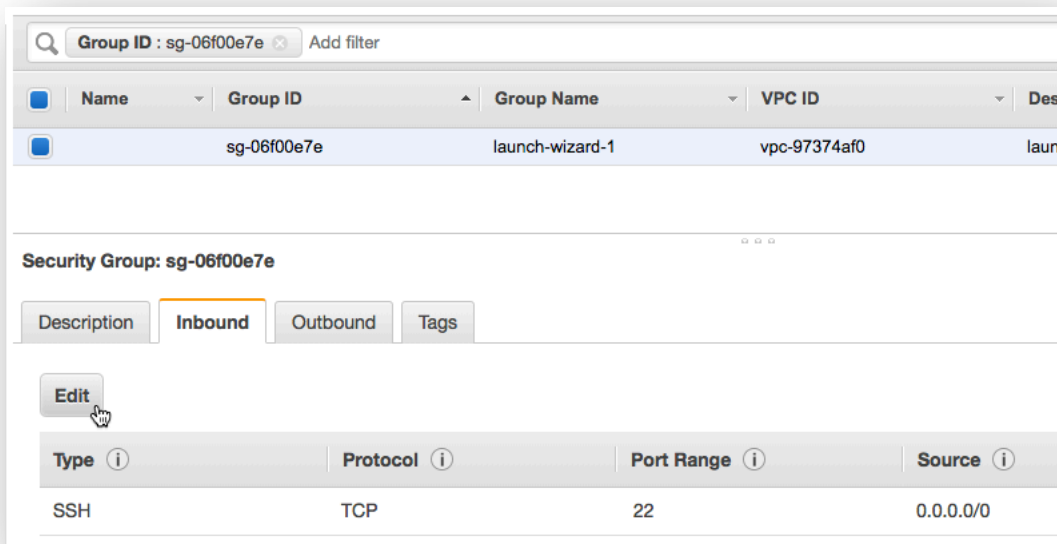 Group ID : sg-06f00e7e Add filter
Name Group ID Group Name VPC ID Des
sg-06f00e7e launch-wizard-1 vpc-97374af0 laun
Security Group: sg-06f00e7e
Description Inbound Outbound Tags
Edit
Type Protocol Port Range Source
SSH TCP 22 0.0.0.0/0